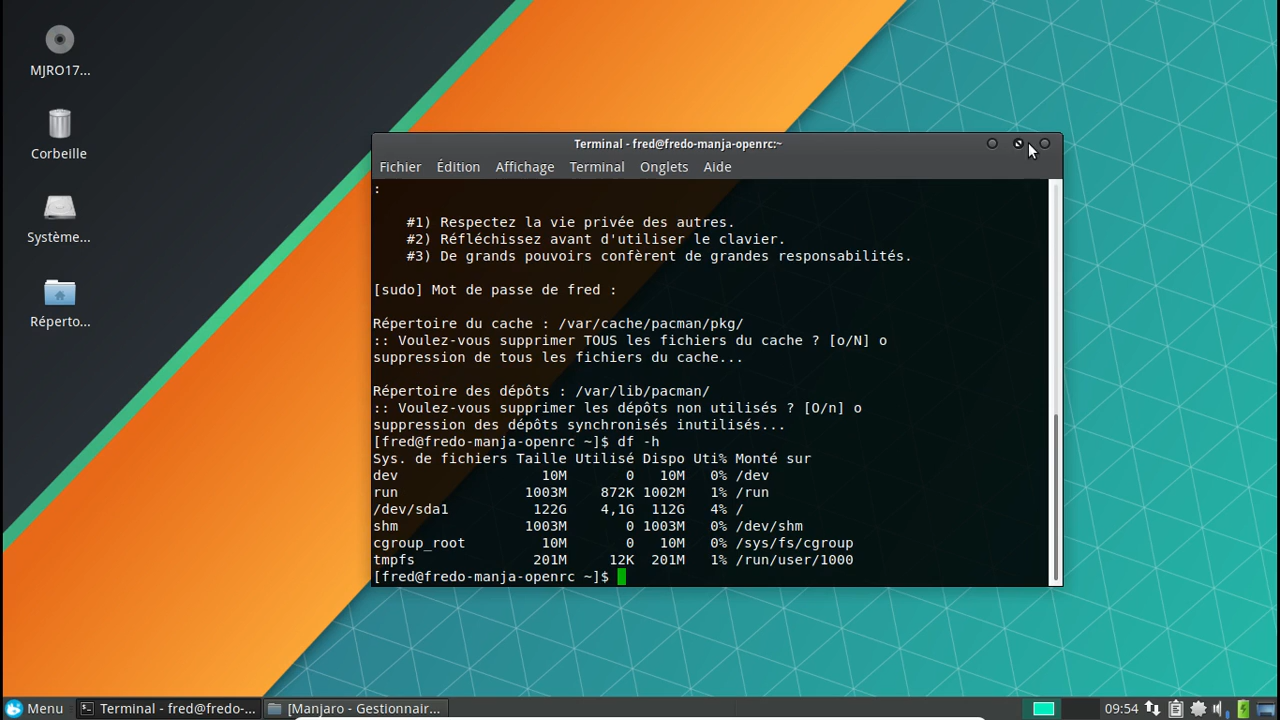 MJRO17...
Corbeille
Système...
Réperto...
Terminal - fred@fredo-manja-openrc:~
Fichier Édition Affichage Terminal Onglets Aide
:
#1) Respectez la vie privée des autres.
#2) Réfléchissez avant d'utiliser le clavier.
#3) De grands pouvoirs confèrent de grandes responsabilités.
[sudo] Mot de passe de fred :
Répertoire du cache : /var/cache/pacman/pkg/
:: Voulez-vous supprimer TOUS les fichiers du cache ? [o/N] o
suppression de tous les fichiers du cache...
Répertoire des dépôts : /var/lib/pacman/
:: Voulez-vous supprimer les dépôts non utilisés ? [O/n] o
suppression des dépôts synchronisés inutilisés...
[fred@fredo-manja-openrc ~]$ df -h
Sys. de fichiers Taille Utilisé Dispo Uti% Monté sur
dev 10M 0 10M 0% /dev
run 1003M 872K 1002M 1% /run
/dev/sda1 122G 4,1G 112G 4% /
shm 1003M 0 1003M 0% /dev/shm
cgroup_root 10M 0 10M 0% /sys/fs/cgroup
tmpfs 201M 12K 201M 1% /run/user/1000
[fred@fredo-manja-openrc ~]$
Menu Terminal - fred@fredo-... [Manjaro - Gestionnair... 09:54